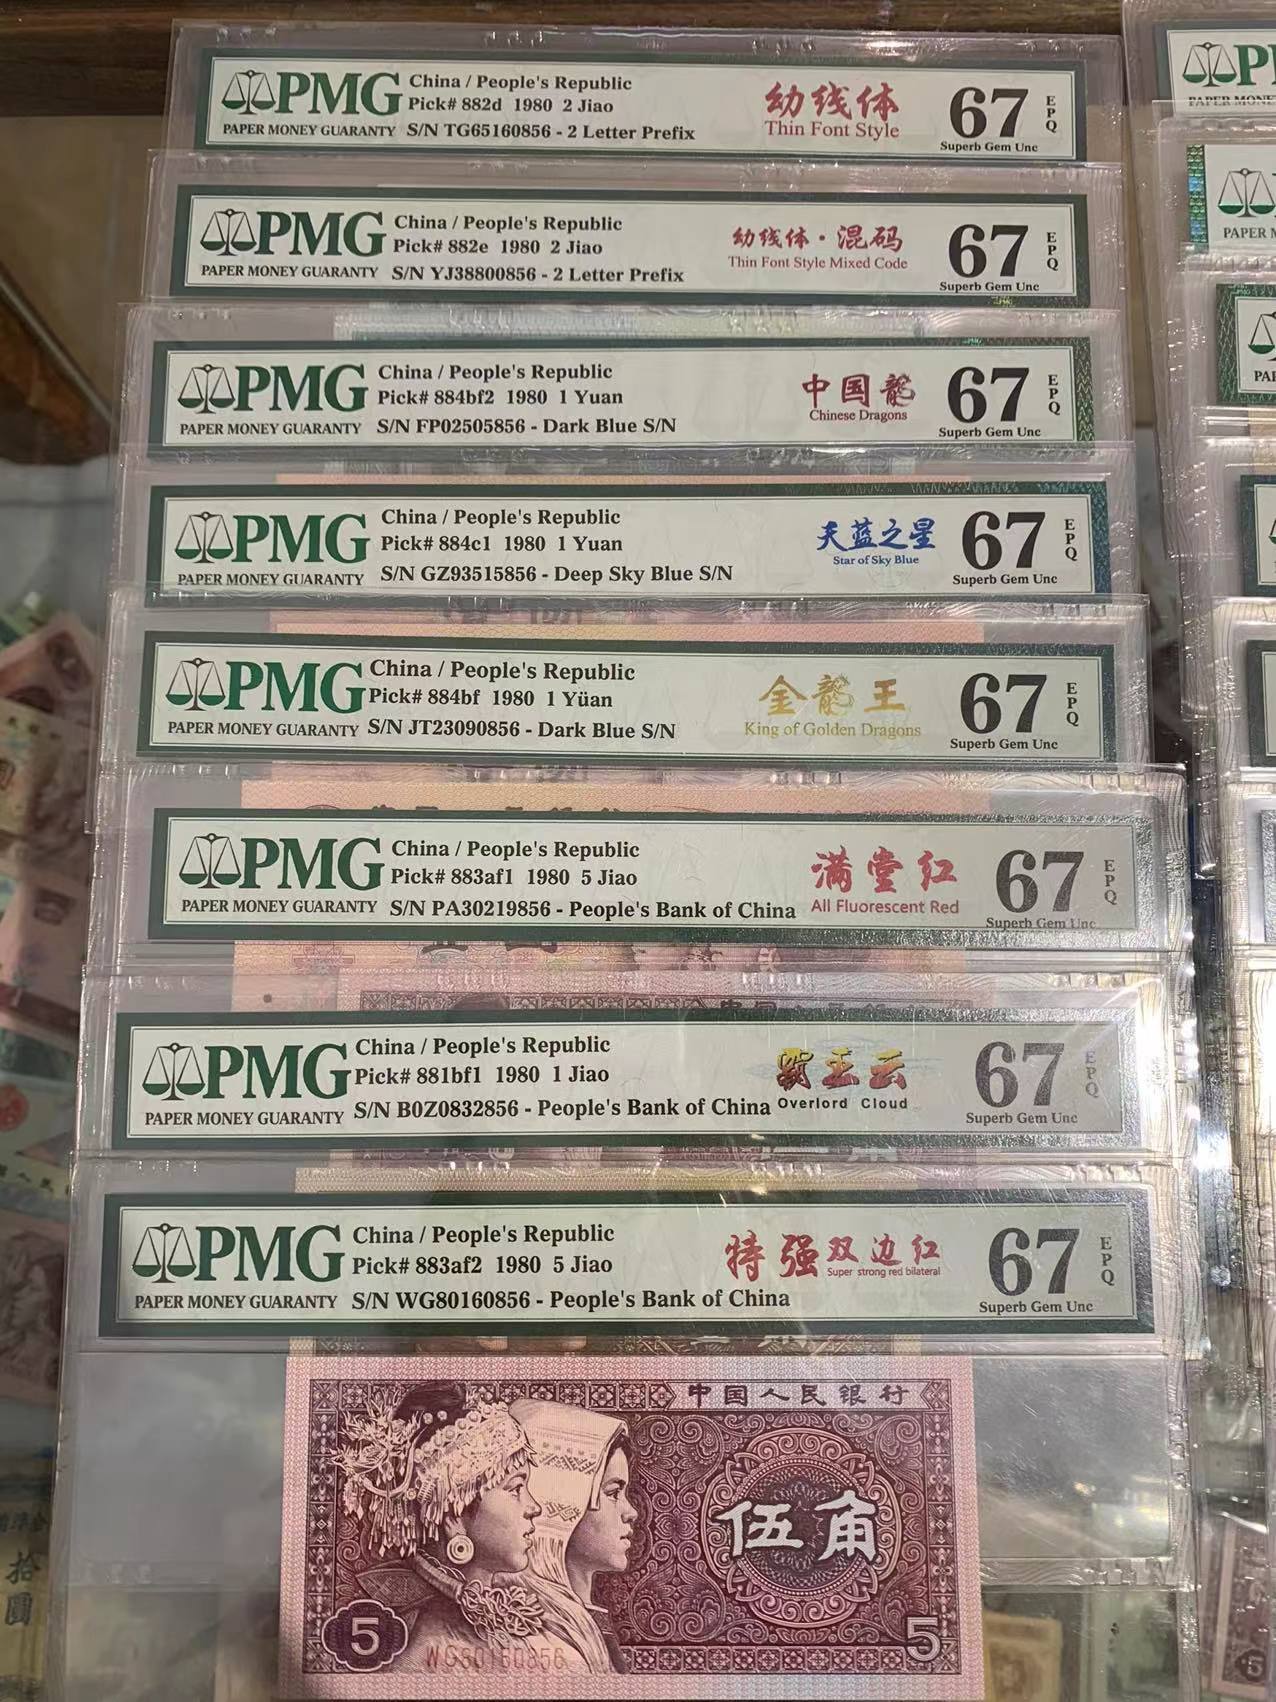 PMG
PAPER MONEY GUARANTY
China / People's Republic
Pick# 882d 1980 2 Jiao
S/N TG65160856 - 2 Letter Prefix
幼线体
Thin Font Style
67
EPQ
Superb Gem Unc
PMG
PAPER MONEY GUARANTY
China / People's Republic
Pick# 882e 1980 2 Jiao
S/N YJ38800856 - 2 Letter Prefix
幼线体·混码
Thin Font Style Mixed Code
67
EPQ
Superb Gem Unc
PMG
PAPER MONEY GUARANTY
China / People's Republic
Pick# 884bf2 1980 1 Yuan
S/N FP02505856 - Dark Blue S/N
中国龍
Chinese Dragons
67
EPQ
Superb Gem Unc
PMG
PAPER MONEY GUARANTY
China / People's Republic
Pick# 884c1 1980 1 Yuan
S/N GZ93515856 - Deep Sky Blue S/N
天蓝之星
Star of Sky Blue
67
EPQ
Superb Gem Unc
PMG
PAPER MONEY GUARANTY
China / People's Republic
Pick# 884bf 1980 1 Yüan
S/N JT23090856 - Dark Blue S/N
金龍王
King of Golden Dragons
67
EPQ
Superb Gem Unc
PMG
PAPER MONEY GUARANTY
China / People's Republic
Pick# 883af1 1980 5 Jiao
S/N PA30219856 - People's Bank of China
满堂红
All Fluorescent Red
67
EPQ
Superb Gem Unc
PMG
PAPER MONEY GUARANTY
China / People's Republic
Pick# 881bf1 1980 1 Jiao
S/N B0Z0832856 - People's Bank of China
霸王云
Overlord Cloud
67
EPQ
Superb Gem Unc
PMG
PAPER MONEY GUARANTY
China / People's Republic
Pick# 883af2 1980 5 Jiao
S/N WG80160856 - People's Bank of China
特强双边红
Super strong red bilateral
67
EPQ
Superb Gem Unc
中国人民银行
伍角
5
WG80160856
5
拾圓